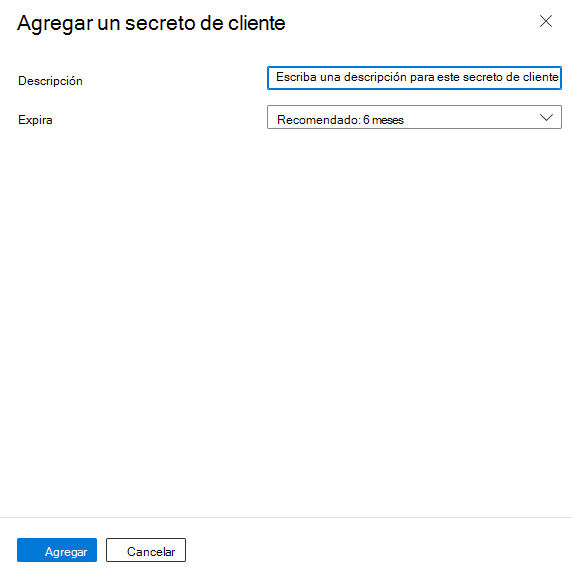 Agregar un secreto de cliente
Descripción
Escriba una descripción para este secreto de cliente
Expira
Recomendado: 6 meses
Agregar
Cancelar